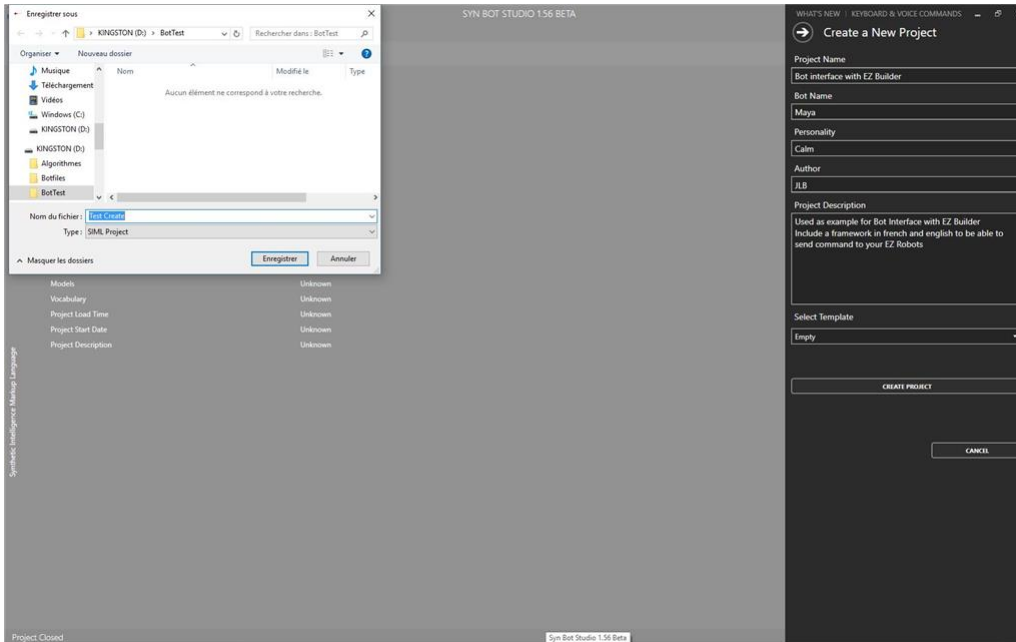 Enregistrer sous
SYN BOT STUDIO 1.56 BETA
WHAT'S NEW | KEYBOARD & VOICE COMMANDS
Create a New Project
KINGSTON (D:) > BotTest
Rechercher dans : BotTest
Organiser
Nouveau dossier
Musique
Téléchargement
Vidéos
Windows (C:)
KINGSTON (D:)
KINGSTON (D:)
Algorithmes
Botfiles
BotTest
Nom
Modifié le
Type
Aucun élément ne correspond à votre recherche.
Nom du fichier : Test Create
Type : SIML Project
Masquer les dossiers
Enregistrer
Annuler
Models Unknown
Vocabulary Unknown
Project Load Time Unknown
Project Start Date Unknown
Project Description Unknown
Synthetic Intelligence Markup Language
Project Name
Bot interface with EZ Builder
Bot Name
Maya
Personality
Calm
Author
JLB
Project Description
Used as example for Bot Interface with EZ Builder
Include a framework in french and english to be able to
send command to your EZ Robots
Select Template
Empty
CREATE PROJECT
CANCEL
Project Closed
Syn Bot Studio 1.56 Beta